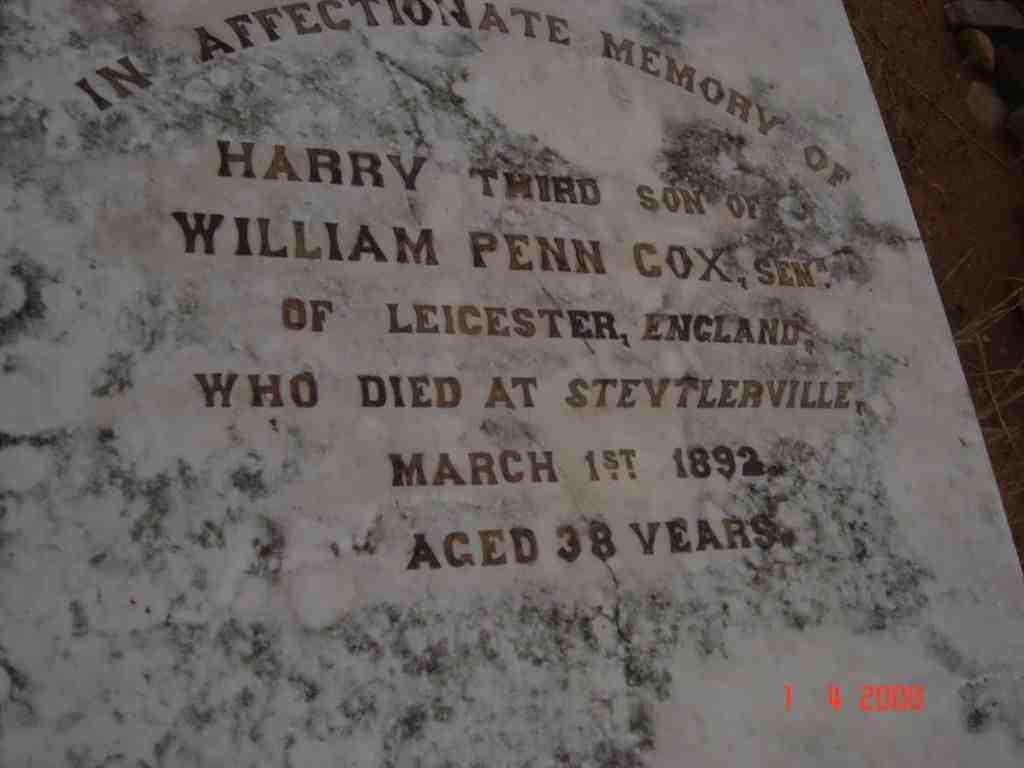 IN AFFECTIONATE MEMORY OF
HARRY THIRD SON OF
WILLIAM PENN COX, SENR.
OF LEICESTER, ENGLAND,
WHO DIED AT STEYTLERVILLE,
MARCH 1ST 1892.
AGED 38 YEARS.
1 4 2008